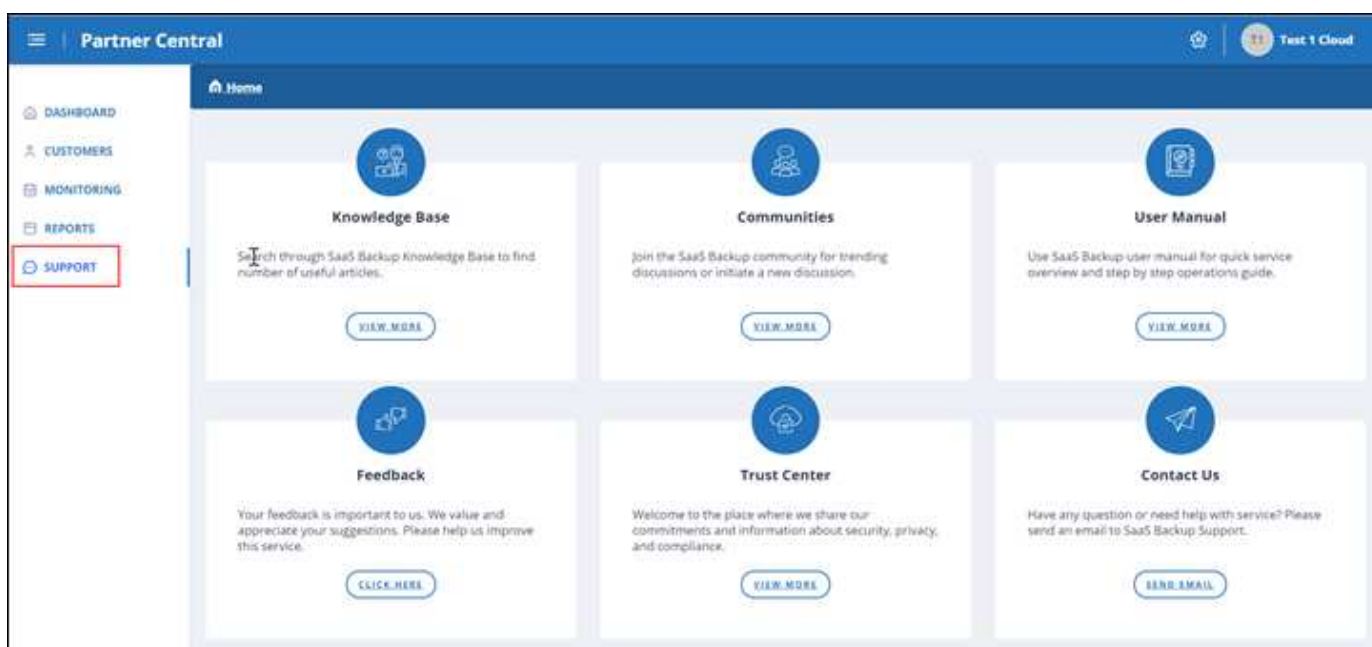 Partner Central
Test 1 Cloud
Home
DASHBOARD
CUSTOMERS
MONITORING
REPORTS
SUPPORT
Knowledge Base
Search through SaaS Backup Knowledge Base to find
number of useful articles.
VIEW MORE
Communities
Join the SaaS Backup community for trending
discussions or initiate a new discussion.
VIEW MORE
User Manual
Use SaaS Backup user manual for quick service
overview and step by step operations guide.
VIEW MORE
Feedback
Your feedback is important to us. We value and
appreciate your suggestions. Please help us improve
this service.
CLICK HERE
Trust Center
Welcome to the place where we share our
commitments and information about security, privacy,
and compliance.
VIEW MORE
Contact Us
Have any question or need help with service? Please
send an email to SaaS Backup Support.
SEND EMAIL